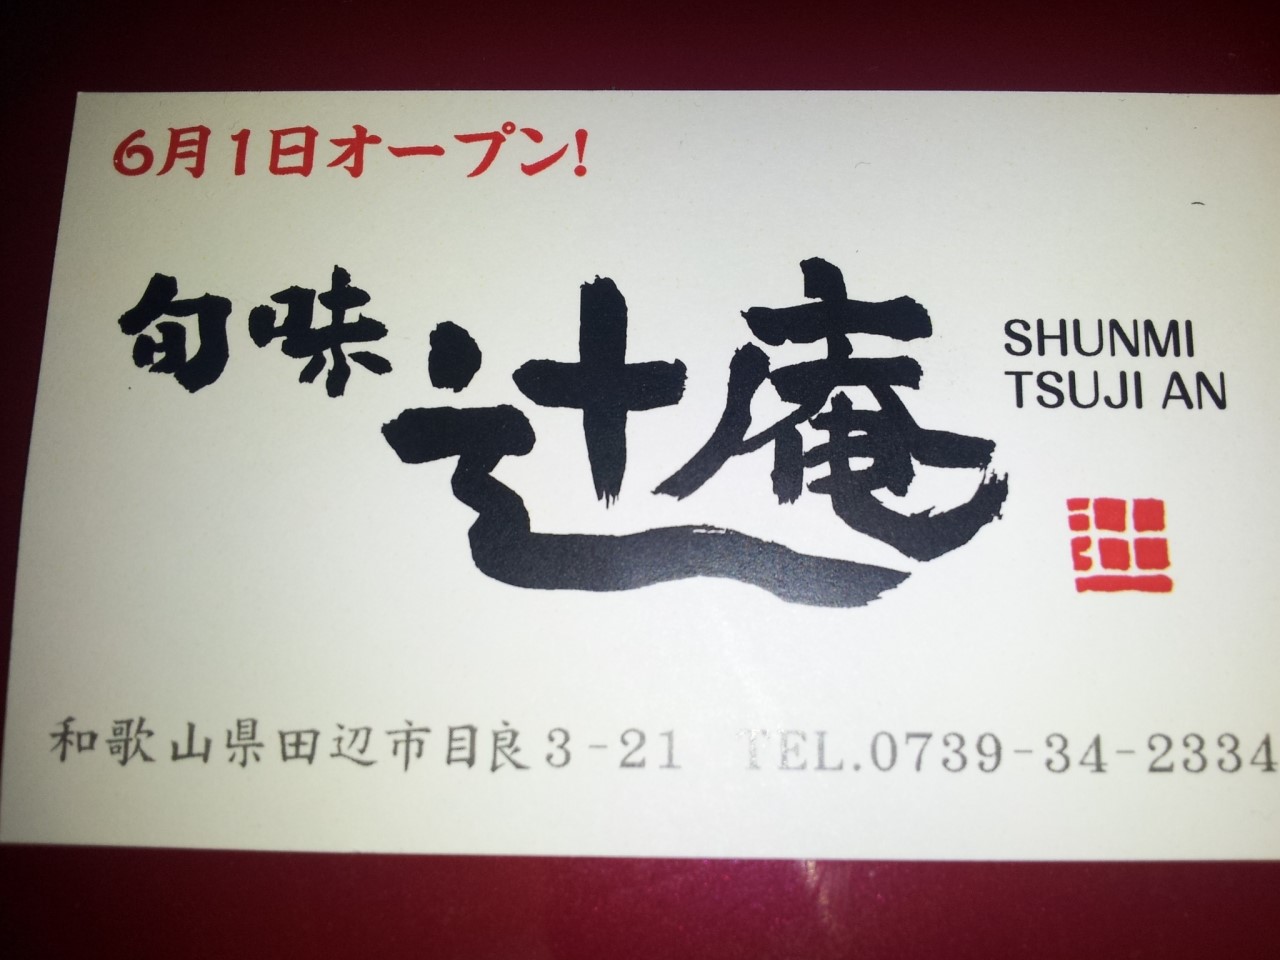 6月1日オープン!
旬味 辻庵
SHUNMI
TSUJI AN
和歌山県田辺市目良3-21 TEL.0739-34-2334